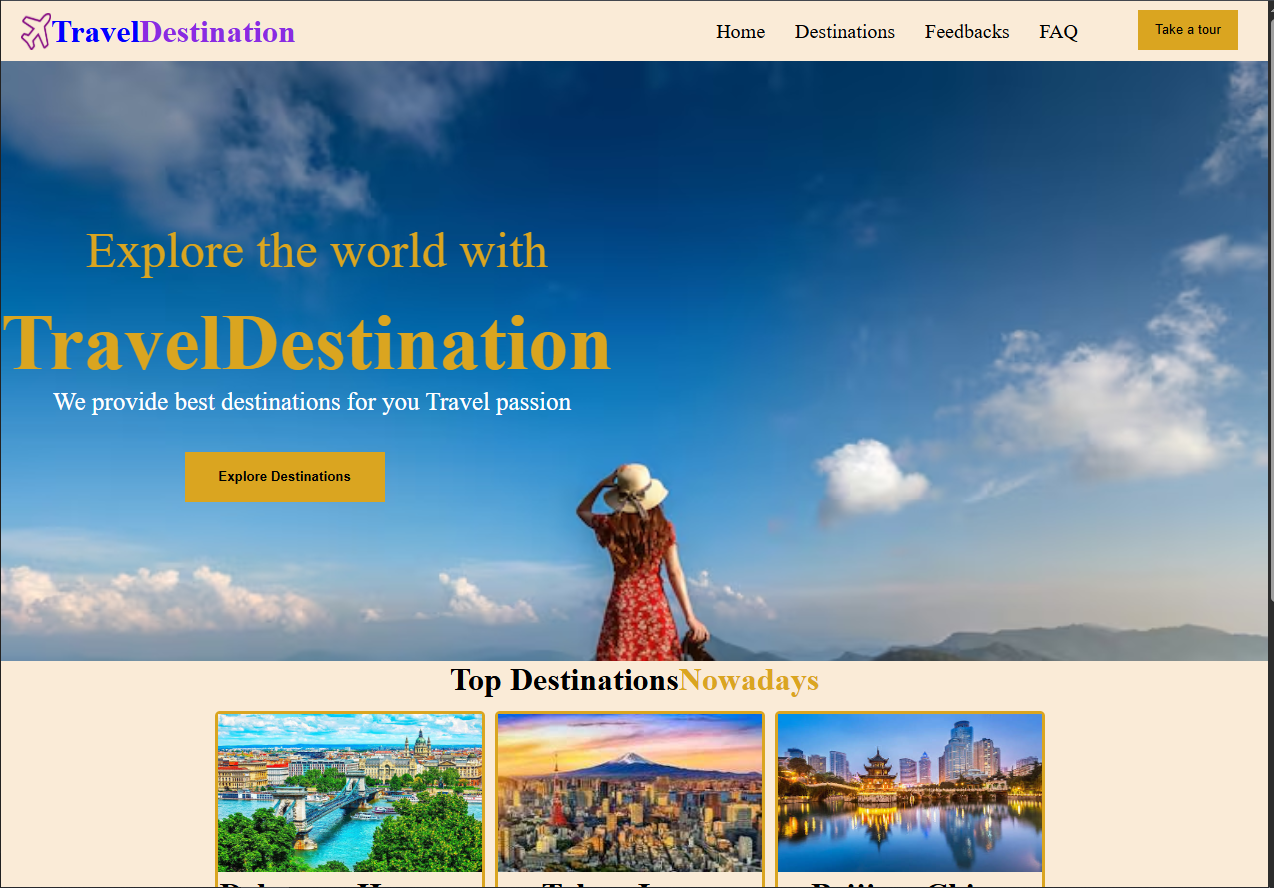 TravelDestination
Home Destinations Feedbacks FAQ Take a tour
Explore the world with
TravelDestination
We provide best destinations for you Travel passion
Explore Destinations
Top DestinationsNowadays